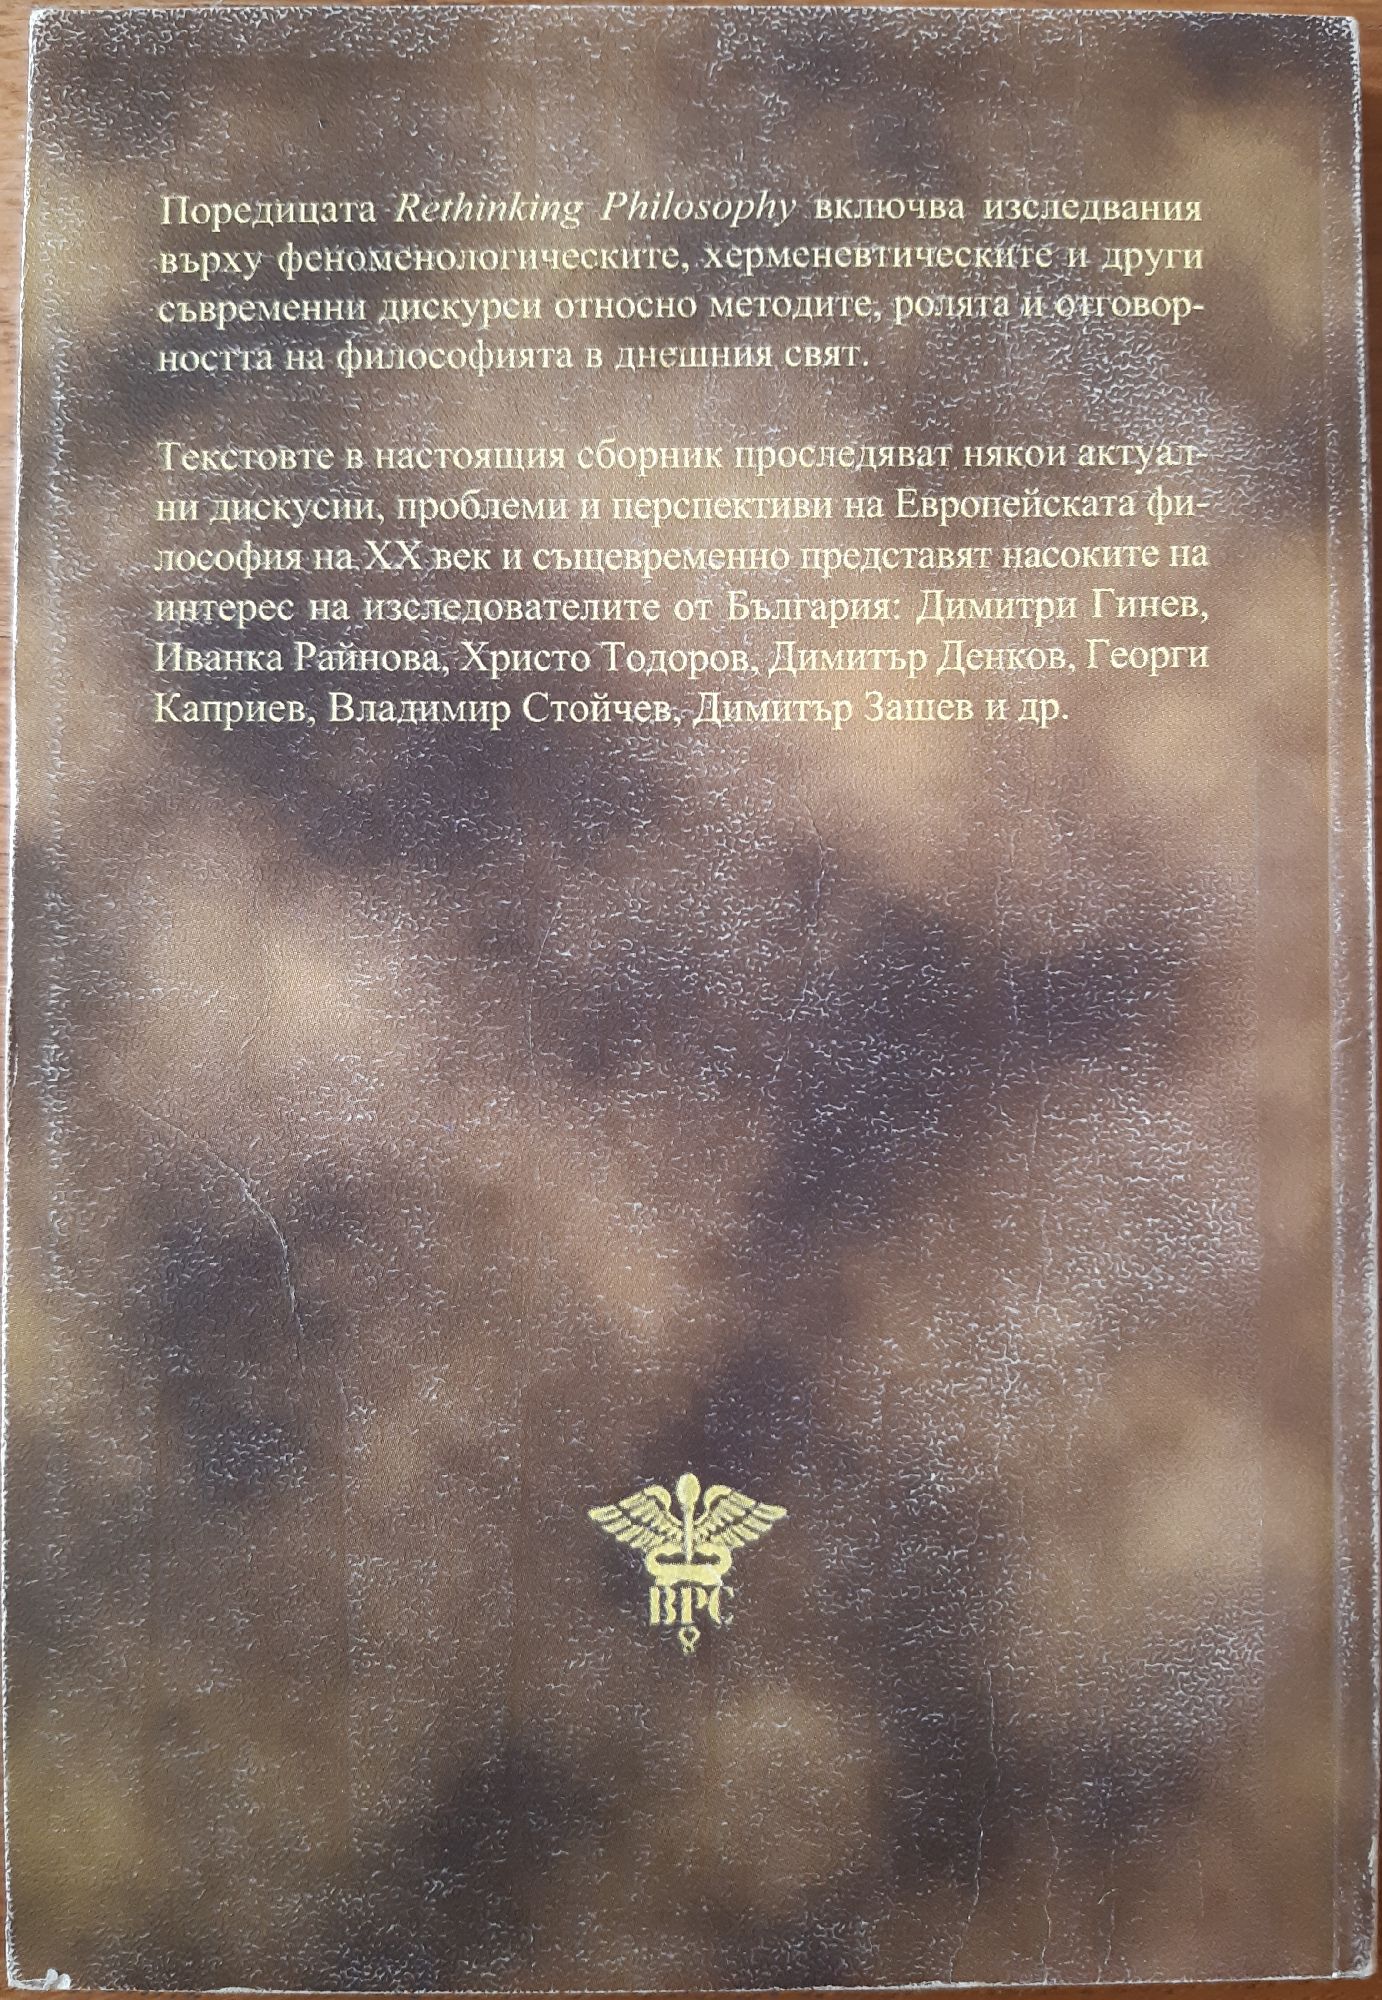 Поредицата Rethinking Philosophy включва изследвания
върху феноменологическите, херменевтическите и други
съвременни дискурси относно методите, ролята и отговор-
ността на философията в днешния свят.
Текстовте в настоящия сборник проследяват някои актуал-
ни дискусии, проблеми и перспективи на Европейската фи-
лософия на XX век и същевременно представят насоките на
интерес на изследователите от България: Димитри Гинев,
Иванка Райнова, Христо Тодоров, Димитър Денков, Георги
Каприев, Владимир Стойчев, Димитър Зашев и др.
BPC